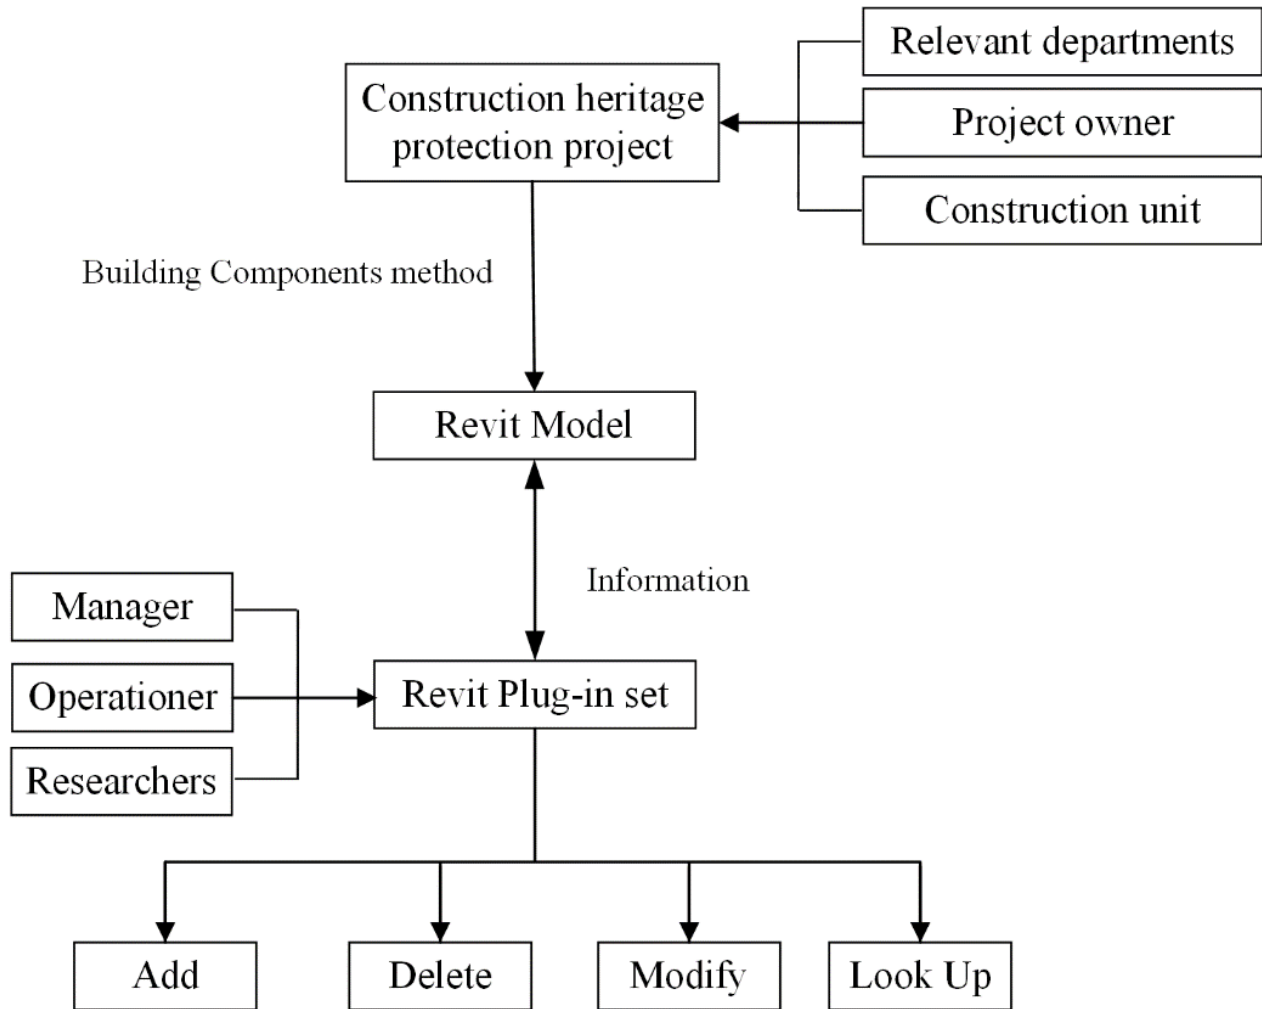 Relevant departments
Construction heritage
protection project
Project owner
Construction unit
Building Components method
Revit Model
Information
Manager
Operationer
Researchers
Revit Plug-in set
Add
Delete
Modify
Look Up